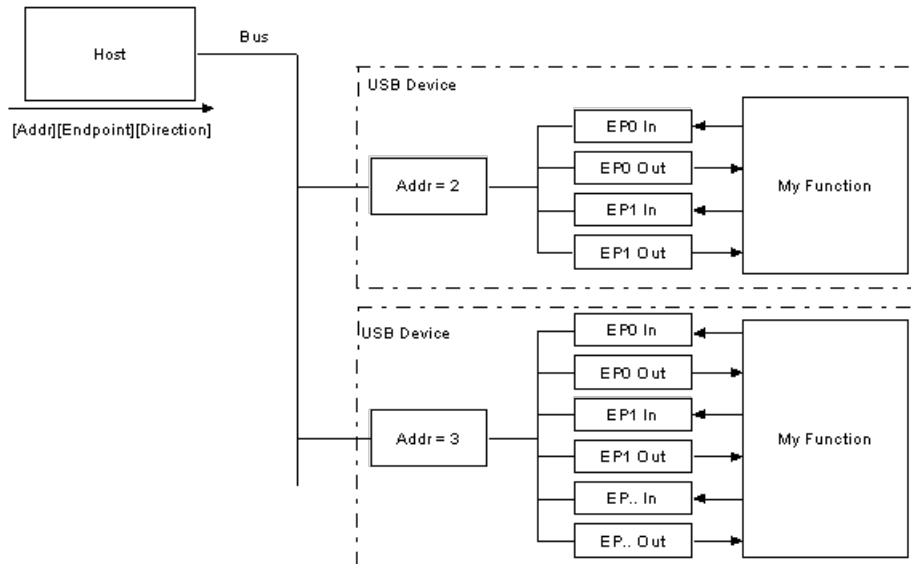 Host
Bus
[Addr][Endpoint][Direction]
USB Device
Addr = 2
EP0 In
EP0 Out
EP1 In
EP1 Out
My Function
USB Device
Addr = 3
EP0 In
EP0 Out
EP1 In
EP1 Out
EP.. In
EP.. Out
My Function